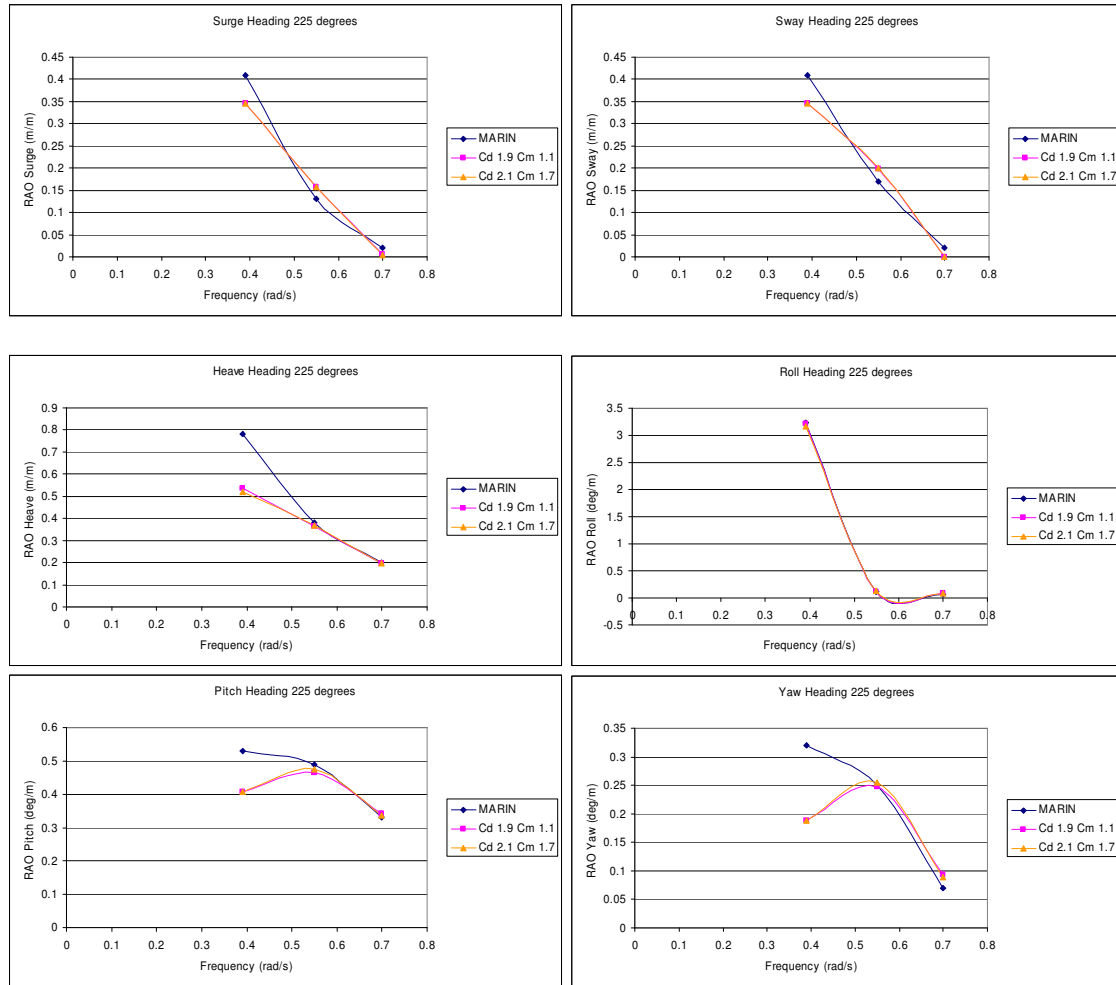 Surge Heading 225 degrees
0.45
0.4
0.35
0.3
0.25
0.2
0.15
0.1
0.05
0
RAO Surge (m/m)
0 0.1 0.2 0.3 0.4 0.5 0.6 0.7 0.8
Frequency (rad/s)
MARIN
Cd 1.9 Cm 1.1
Cd 2.1 Cm 1.7
Sway Heading 225 degrees
0.45
0.4
0.35
0.3
0.25
0.2
0.15
0.1
0.05
0
RAO Sway (m/m)
0 0.1 0.2 0.3 0.4 0.5 0.6 0.7 0.8
Frequency (rad/s)
MARIN
Cd 1.9 Cm 1.1
Cd 2.1 Cm 1.7
Heave Heading 225 degrees
0.9
0.8
0.7
0.6
0.5
0.4
0.3
0.2
0.1
0
RAO Heave (m/m)
0 0.1 0.2 0.3 0.4 0.5 0.6 0.7 0.8
Frequency (rad/s)
MARIN
Cd 1.9 Cm 1.1
Cd 2.1 Cm 1.7
Roll Heading 225 degrees
3.5
3
2.5
2
1.5
1
0.5
0
-0.5
RAO Roll (deg/m)
0 0.1 0.2 0.3 0.4 0.5 0.6 0.7 0.8
Frequency (rad/s)
MARIN
Cd 1.9 Cm 1.1
Cd 2.1 Cm 1.7
Pitch Heading 225 degrees
0.6
0.5
0.4
0.3
0.2
0.1
0
RAO Pitch (deg/m)
0 0.1 0.2 0.3 0.4 0.5 0.6 0.7 0.8
Frequency (rad/s)
MARIN
Cd 1.9 Cm 1.1
Cd 2.1 Cm 1.7
Yaw Heading 225 degrees
0.35
0.3
0.25
0.2
0.15
0.1
0.05
0
RAO Yaw (deg/m)
0 0.1 0.2 0.3 0.4 0.5 0.6 0.7 0.8
Frequency (rad/s)
MARIN
Cd 1.9 Cm 1.1
Cd 2.1 Cm 1.7